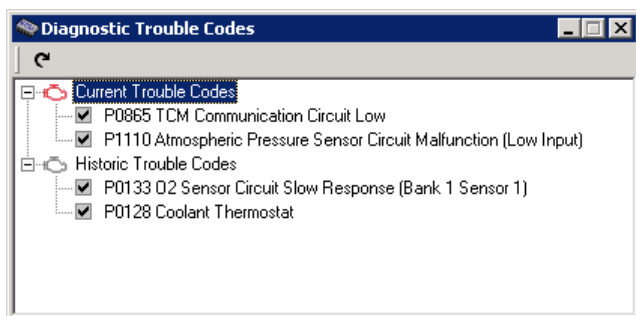 Diagnostic Trouble Codes
Current Trouble Codes
P0865 TCM Communication Circuit Low
P1110 Atmospheric Pressure Sensor Circuit Malfunction (Low Input)
Historic Trouble Codes
P0133 O2 Sensor Circuit Slow Response (Bank 1 Sensor 1)
P0128 Coolant Thermostat